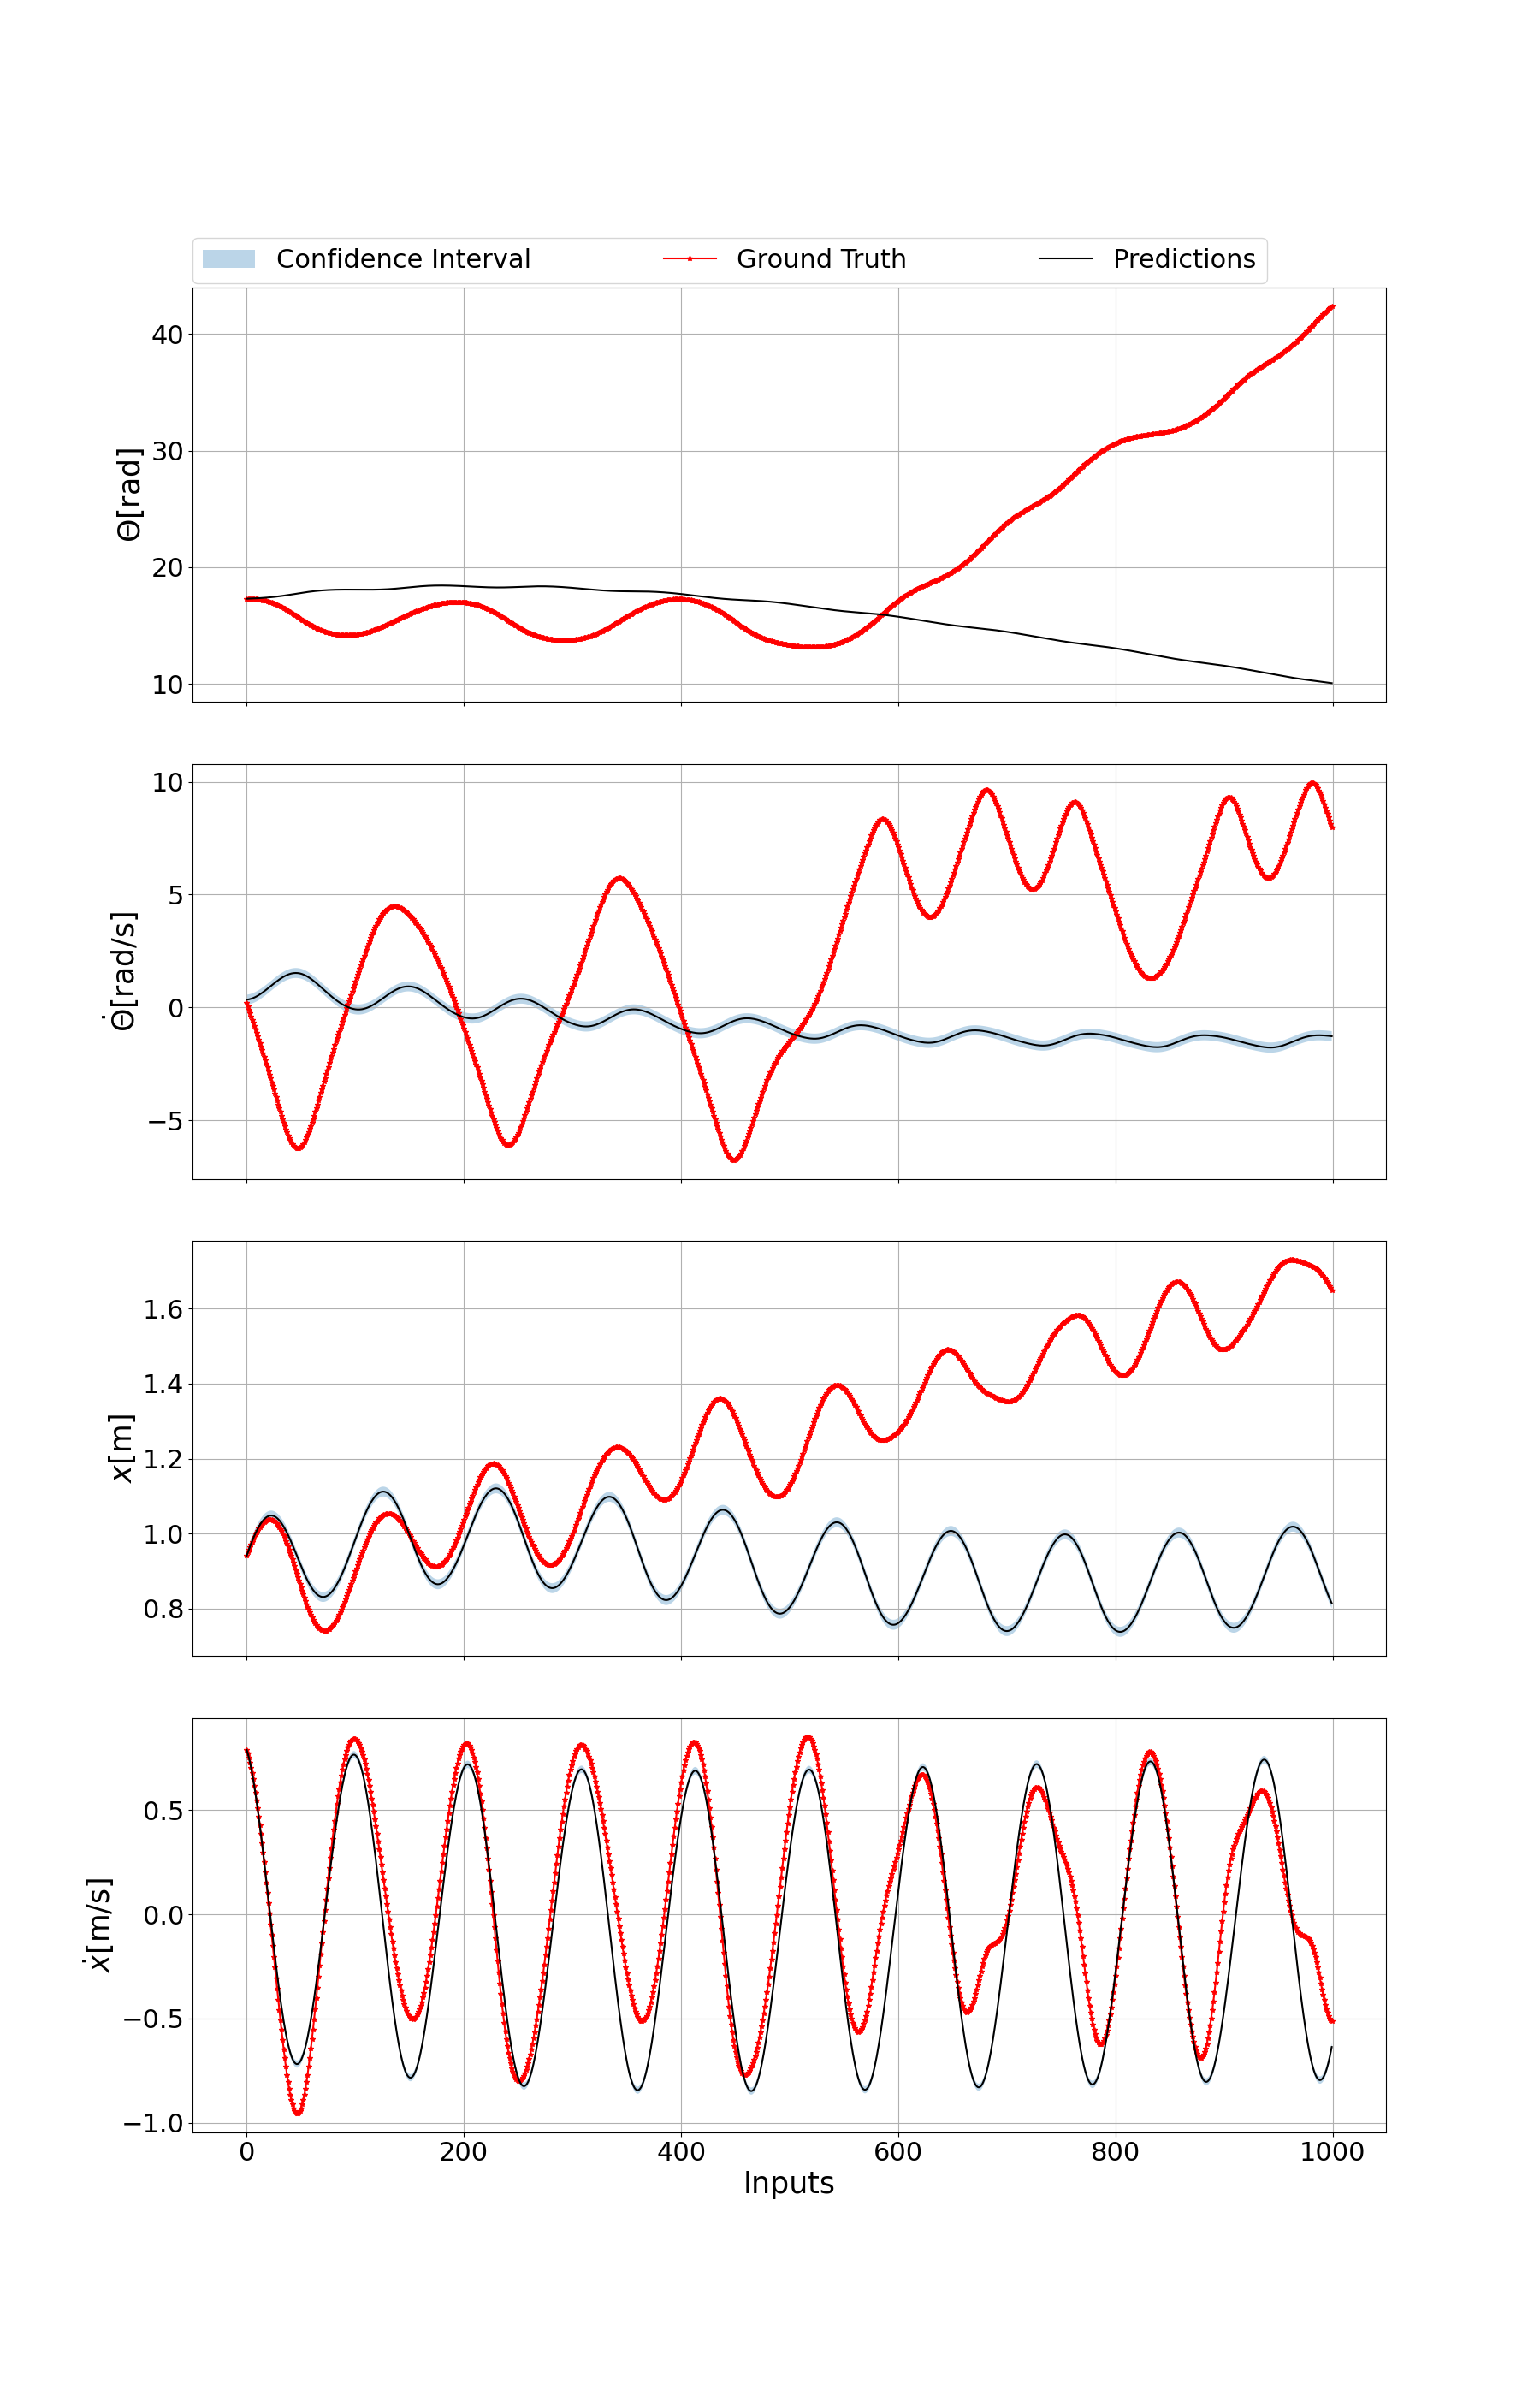 Confidence Interval Ground Truth Predictions
40
30
20
10
Θ[rad]
10
5
0
−5
Θ̇[rad/s]
1.6
1.4
1.2
1.0
0.8
x[m]
0.5
0.0
−0.5
−1.0
ẋ[m/s]
0 200 400 600 800 1000
Inputs